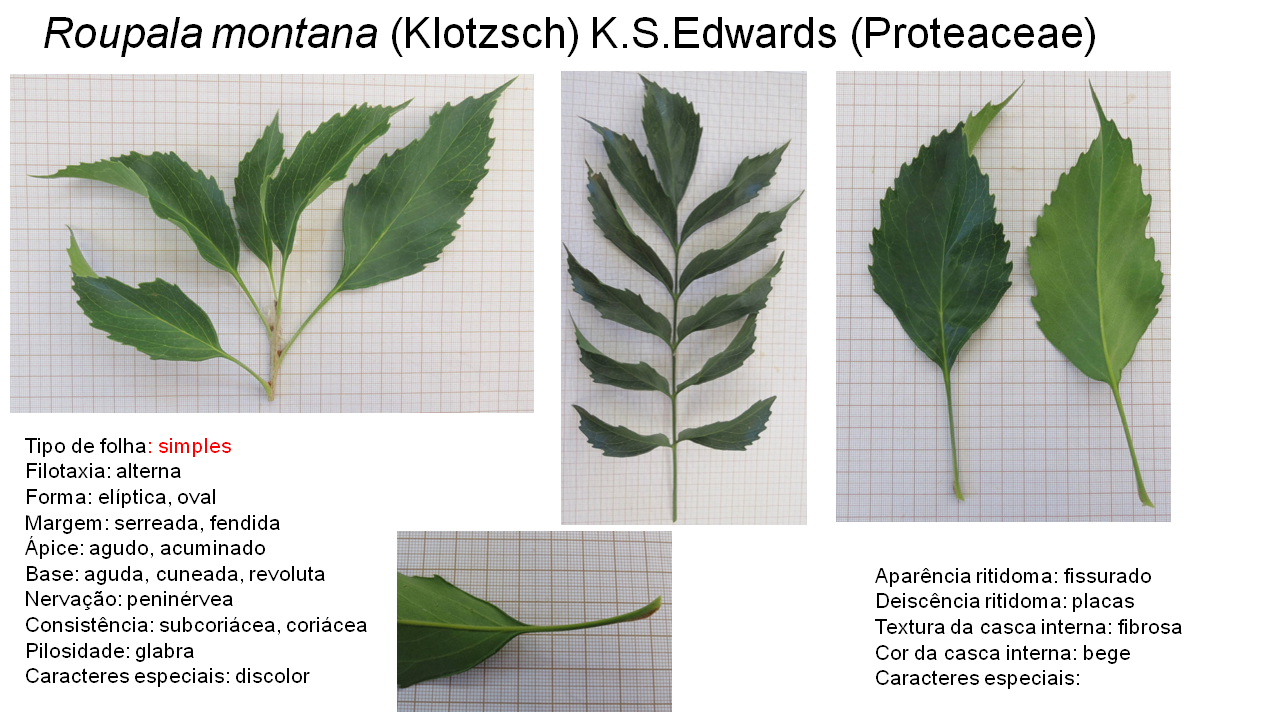 Roupala montana (Klotzsch) K.S.Edwards (Proteaceae)
Tipo de folha: simples
Filotaxia: alterna
Forma: elíptica, oval
Margem: serreada, fendida
Ápice: agudo, acuminado
Base: aguda, cuneada, revoluta
Nervação: peninérvea
Consistência: subcoriácea, coriácea
Pilosidade: glabra
Caracteres especiais: discolor
Aparência ritidoma: fissurado
Deiscência ritidoma: placas
Textura da casca interna: fibrosa
Cor da casca interna: bege
Caracteres especiais: